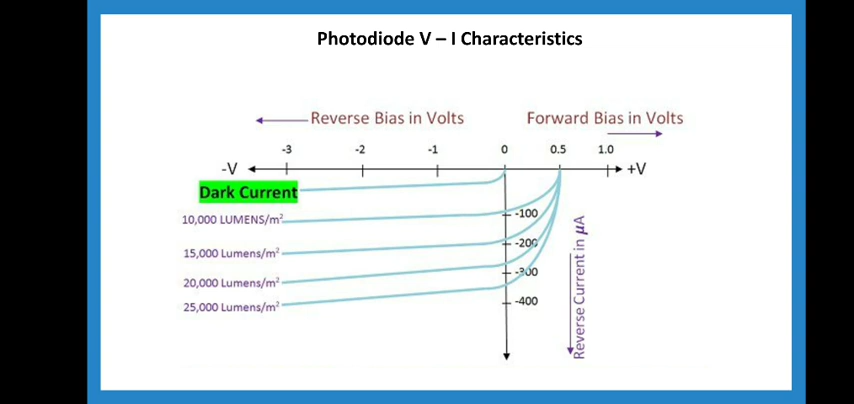 Photodiode V – I Characteristics
Reverse Bias in Volts
Forward Bias in Volts
-3 -2 -1 0 0.5 1.0
-V +V
Dark Current
10,000 LUMENS/m²
-100
15,000 Lumens/m²
-200
20,000 Lumens/m²
-300
25,000 Lumens/m²
-400
Reverse Current in μA